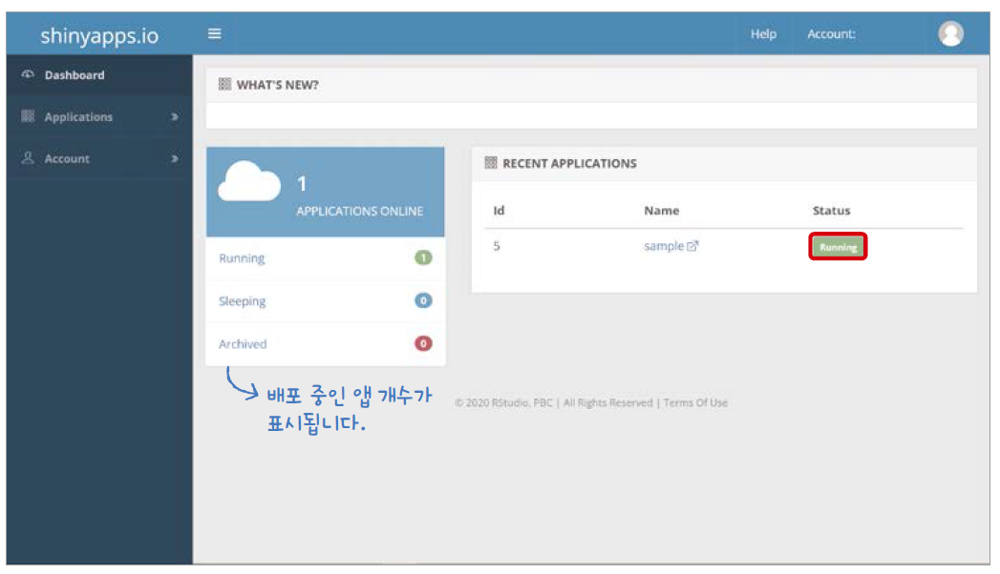 shinyapps.io
Help Account:
Dashboard
Applications
Account
WHAT'S NEW?
1
APPLICATIONS ONLINE
Running 1
Sleeping 0
Archived 0
배포 중인 앱 개수가
표시됩니다.
RECENT APPLICATIONS
Id Name Status
5 sample Running
© 2020 RStudio, PBC | All Rights Reserved | Terms Of Use